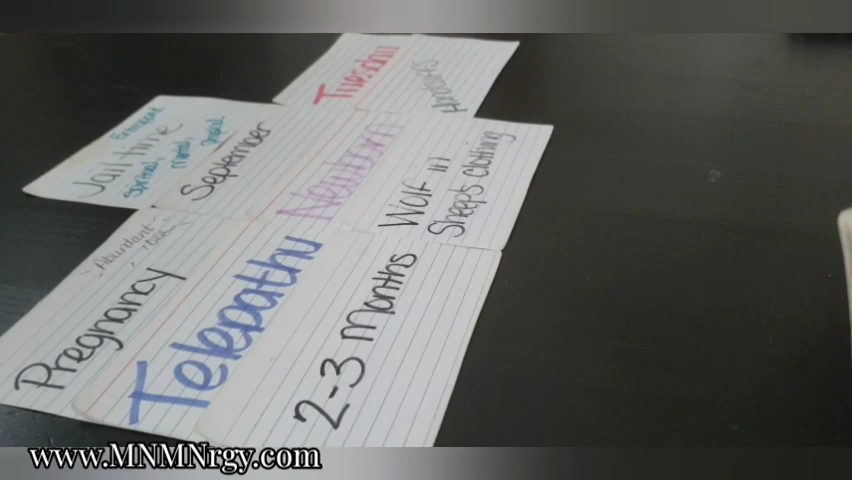 Tuesday
Jail time
September
Newborn
Wolf in
Sheeps clothing
Abundant
Pregnancy
Telepathy
2-3 Months
www.MNMNrgy.com